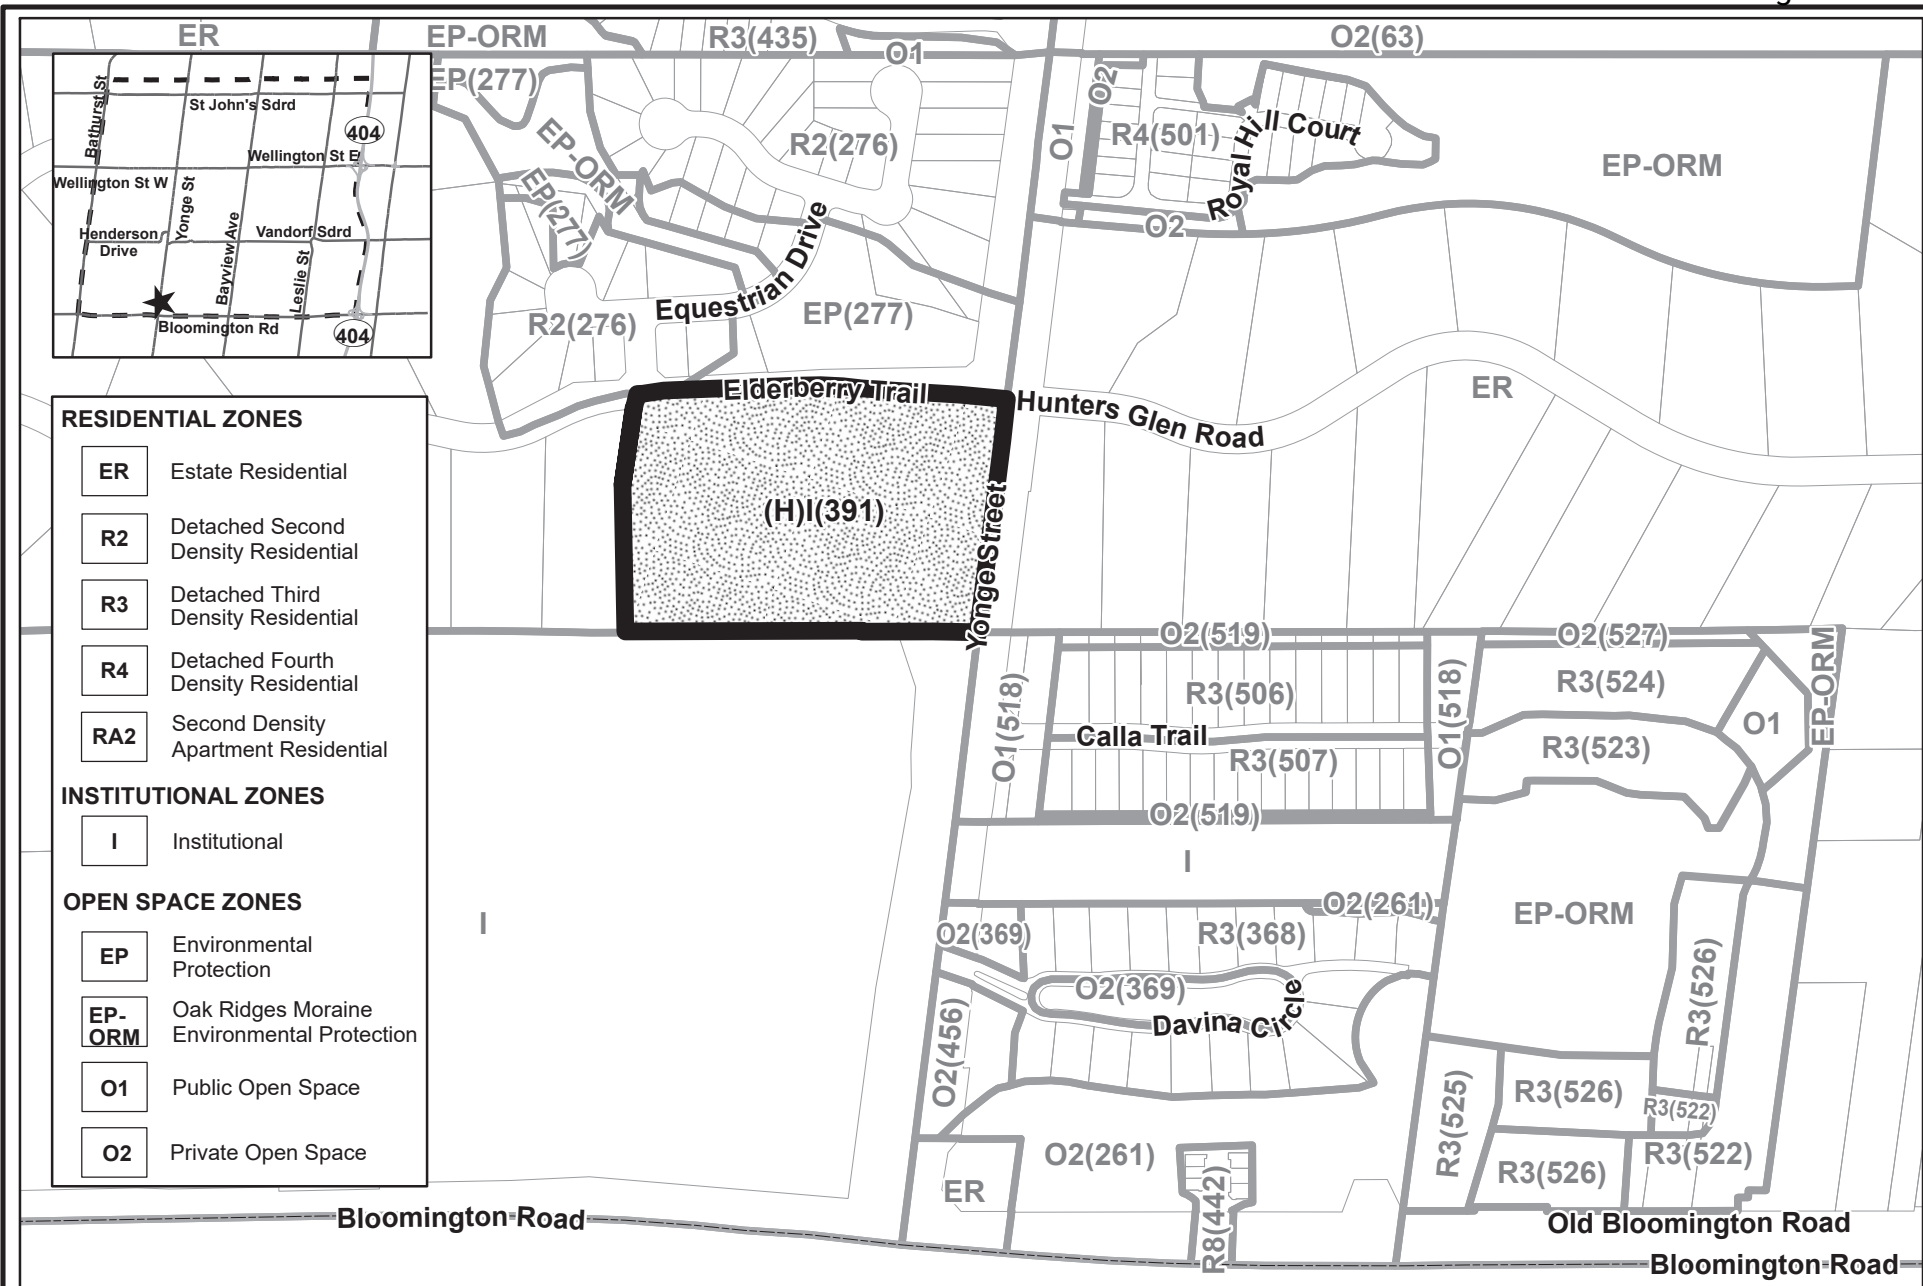 ER
EP-ORM
R3(435)
O1
O2(63)
EP(277)
EP-ORM
EP(277)
R2(276)
R2(276)
EP(277)
Equestrian Drive
O1
O2
R4(501)
Royal Hill Court
O2
EP-ORM
ER
Bathurst St
St John's Sdrd
404
Wellington St E
Wellington St W
Yonge St
Henderson
Drive
Bayview Ave
Vandorf Sdrd
Leslie St
Bloomington Rd
404
Elderberry Trail
Hunters Glen Road
(H)I(391)
Yonge Street
RESIDENTIAL ZONES
ER
Estate Residential
R2
Detached Second
Density Residential
R3
Detached Third
Density Residential
R4
Detached Fourth
Density Residential
RA2
Second Density
Apartment Residential
INSTITUTIONAL ZONES
I
Institutional
OPEN SPACE ZONES
EP
Environmental
Protection
EP-
ORM
Oak Ridges Moraine
Environmental Protection
O1
Public Open Space
O2
Private Open Space
O2(519)
O2(527)
O1(518)
R3(506)
O1(518)
R3(524)
EP-ORM
O1
Calla Trail
R3(507)
R3(523)
O2(519)
I
I
O2(261)
O2(369)
R3(368)
EP-ORM
O2(369)
Davina Circle
R3(526)
O2(456)
R3(525)
R3(526)
R3(522)
O2(261)
R3(526)
R3(522)
ER
R8(442)
Bloomington Road
Old Bloomington Road
Bloomington Road